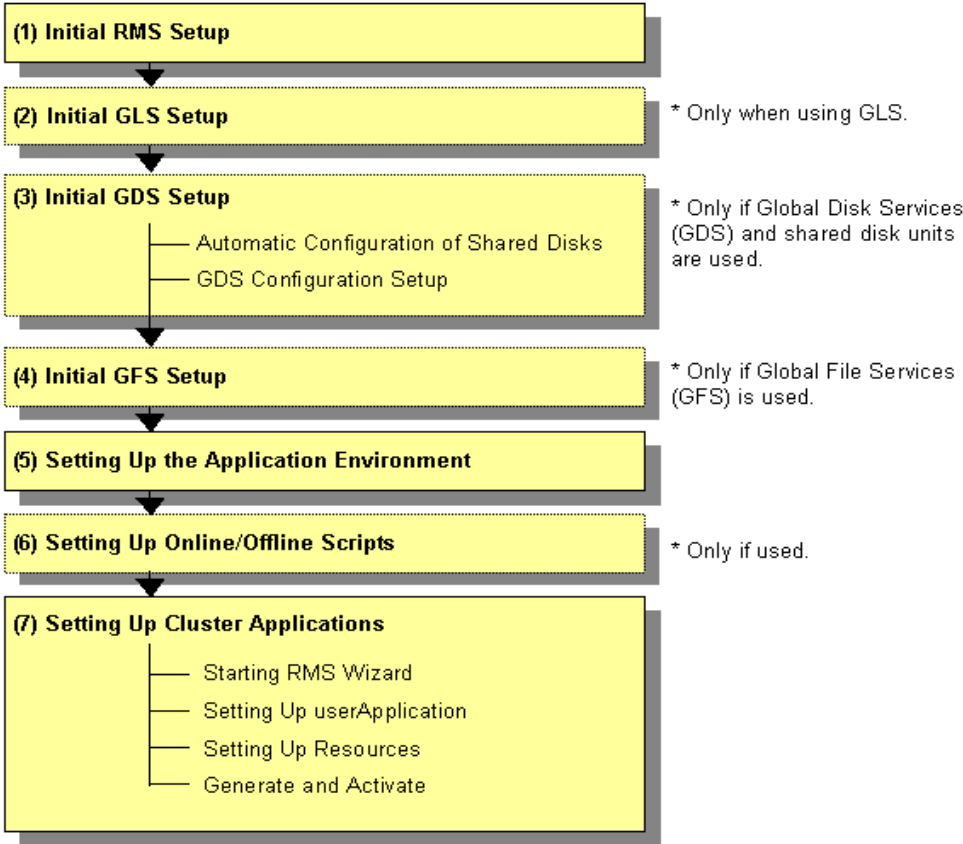 (1) Initial RMS Setup
(2) Initial GLS Setup
* Only when using GLS.
(3) Initial GDS Setup
Automatic Configuration of Shared Disks
GDS Configuration Setup
* Only if Global Disk Services
(GDS) and shared disk units
are used.
(4) Initial GFS Setup
* Only if Global File Services
(GFS) is used.
(5) Setting Up the Application Environment
(6) Setting Up Online/Offline Scripts
* Only if used.
(7) Setting Up Cluster Applications
Starting RMS Wizard
Setting Up userApplication
Setting Up Resources
Generate and Activate